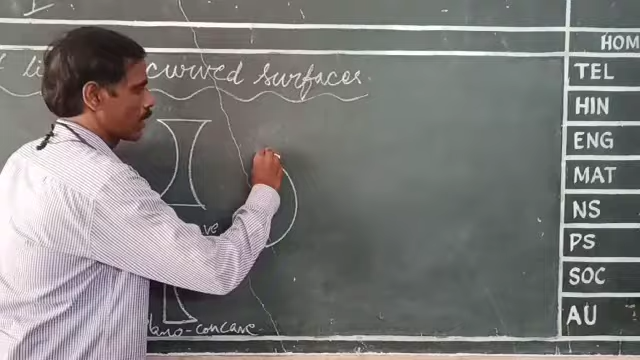 curved surfaces.
HOM
TEL
HIN
ENG
MAT
NS
PS
SOC
AU
ve
lano-concave